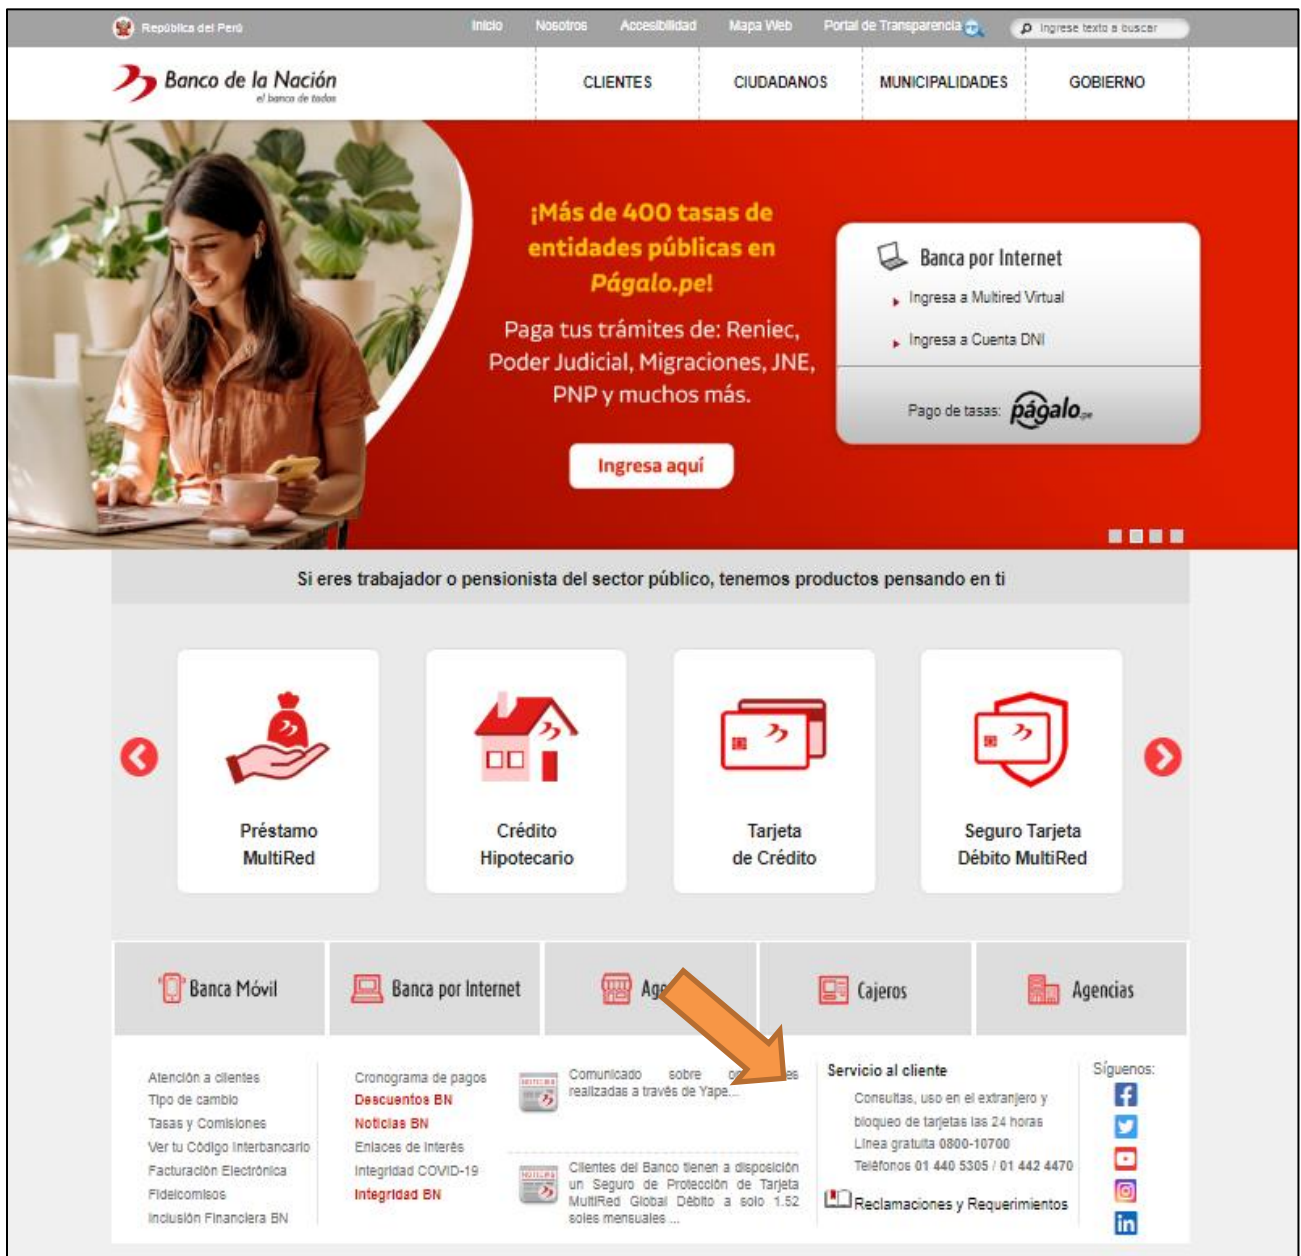 República del Perú
Inicio
Nosotros
Accesibilidad
Mapa Web
Portal de Transparencia
Ingrese texto a buscar
Banco de la Nación
el banco de todos
CLIENTES
CIUDADANOS
MUNICIPALIDADES
GOBIERNO
¡Más de 400 tasas de
entidades públicas en
Págalo.pe!
Paga tus trámites de: Reniec,
Poder Judicial, Migraciones, JNE,
PNP y muchos más.
Ingresa aquí
Banca por Internet
Ingresa a Multired Virtual
Ingresa a Cuenta DNI
Pago de tasas: págalo.pe
Si eres trabajador o pensionista del sector público, tenemos productos pensando en ti
Préstamo
MultiRed
Crédito
Hipotecario
Tarjeta
de Crédito
Seguro Tarjeta
Débito MultiRed
Banca Móvil
Banca por Internet
Cajeros
Agencias
Atención a clientes
Tipo de cambio
Tasas y Comisiones
Ver tu Código Interbancario
Facturación Electrónica
Fideicomisos
Inclusión Financiera BN
Cronograma de pagos
Descuentos BN
Noticias BN
Enlaces de Interés
Integridad COVID-19
Integridad BN
NOTICIAS
Comunicado sobre
realizadas a través de Yape...
NOTICIAS
Clientes del Banco tienen a disposición
un Seguro de Protección de Tarjeta
MultiRed Global Débito a solo 1.52
soles mensuales ...
Servicio al cliente
Consultas, uso en el extranjero y
bloqueo de tarjetas las 24 horas
Línea gratuita 0800-10700
Teléfonos 01 440 5305 / 01 442 4470
Reclamaciones y Requerimientos
Síguenos: